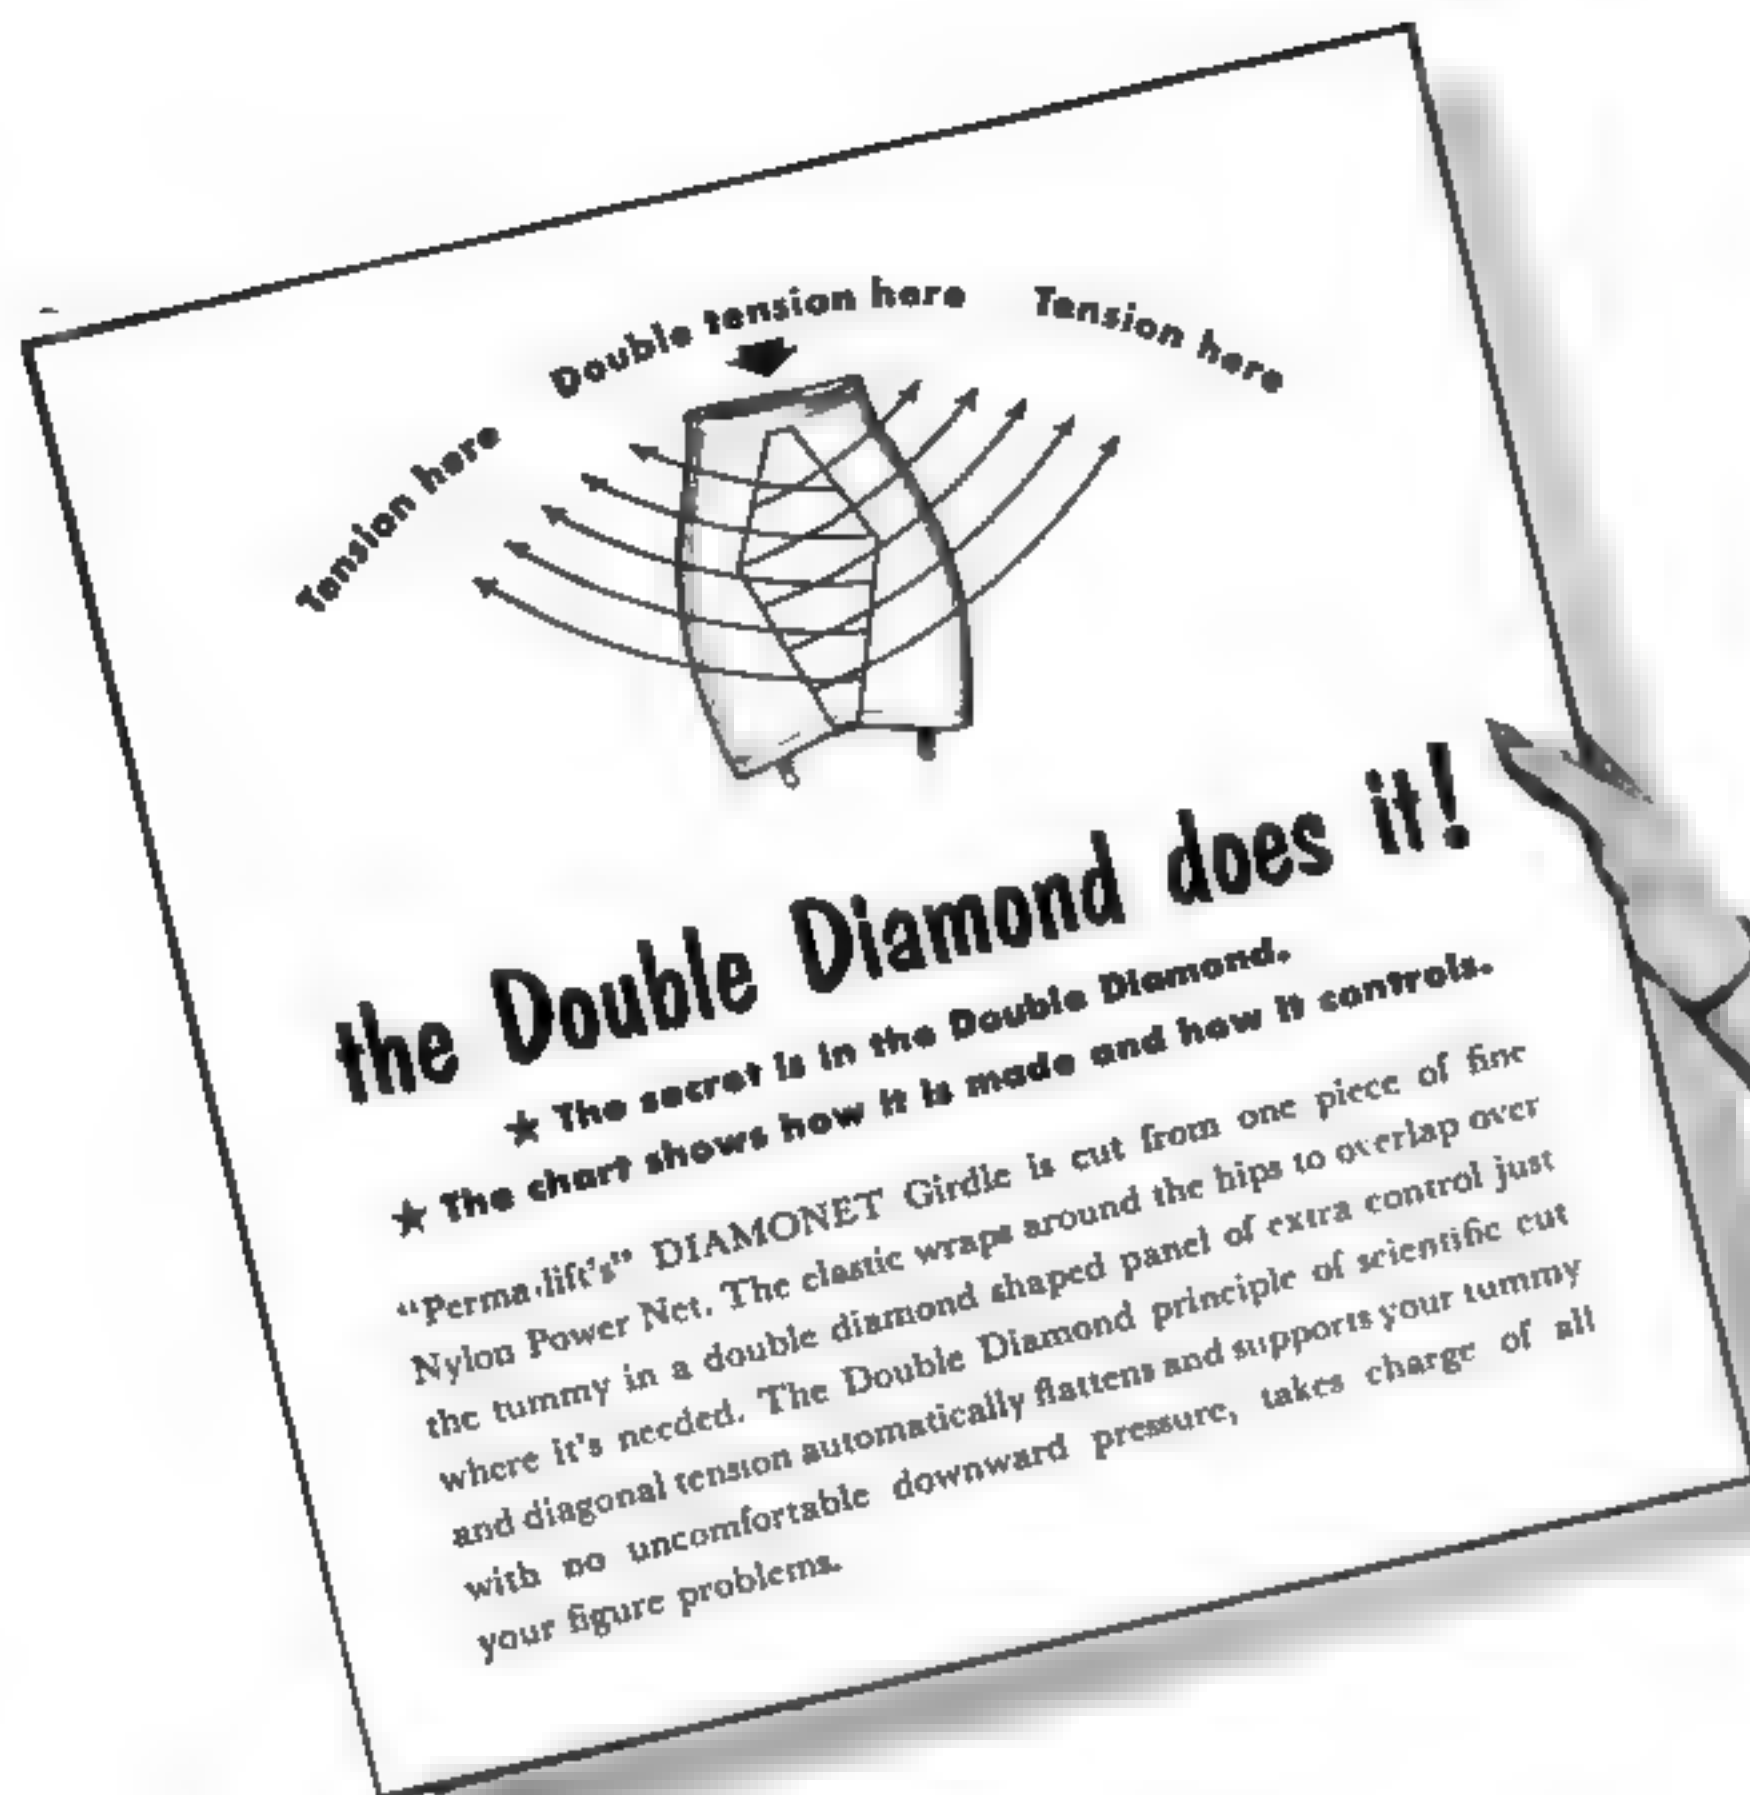 Double tension here
Tension here
Tension here
the Double Diamond does it!
★ The secret is in the Double Diamond.
★ The chart shows how it is made and how it controls.
“Perma·lift's” DIAMONET Girdle is cut from one piece of fine
Nylon Power Net. The elastic wraps around the hips to overlap over
the tummy in a double diamond shaped panel of extra control just
where it's needed. The Double Diamond principle of scientific cut
and diagonal tension automatically flattens and supports your tummy
with no uncomfortable downward pressure, takes charge of all
your figure problems.